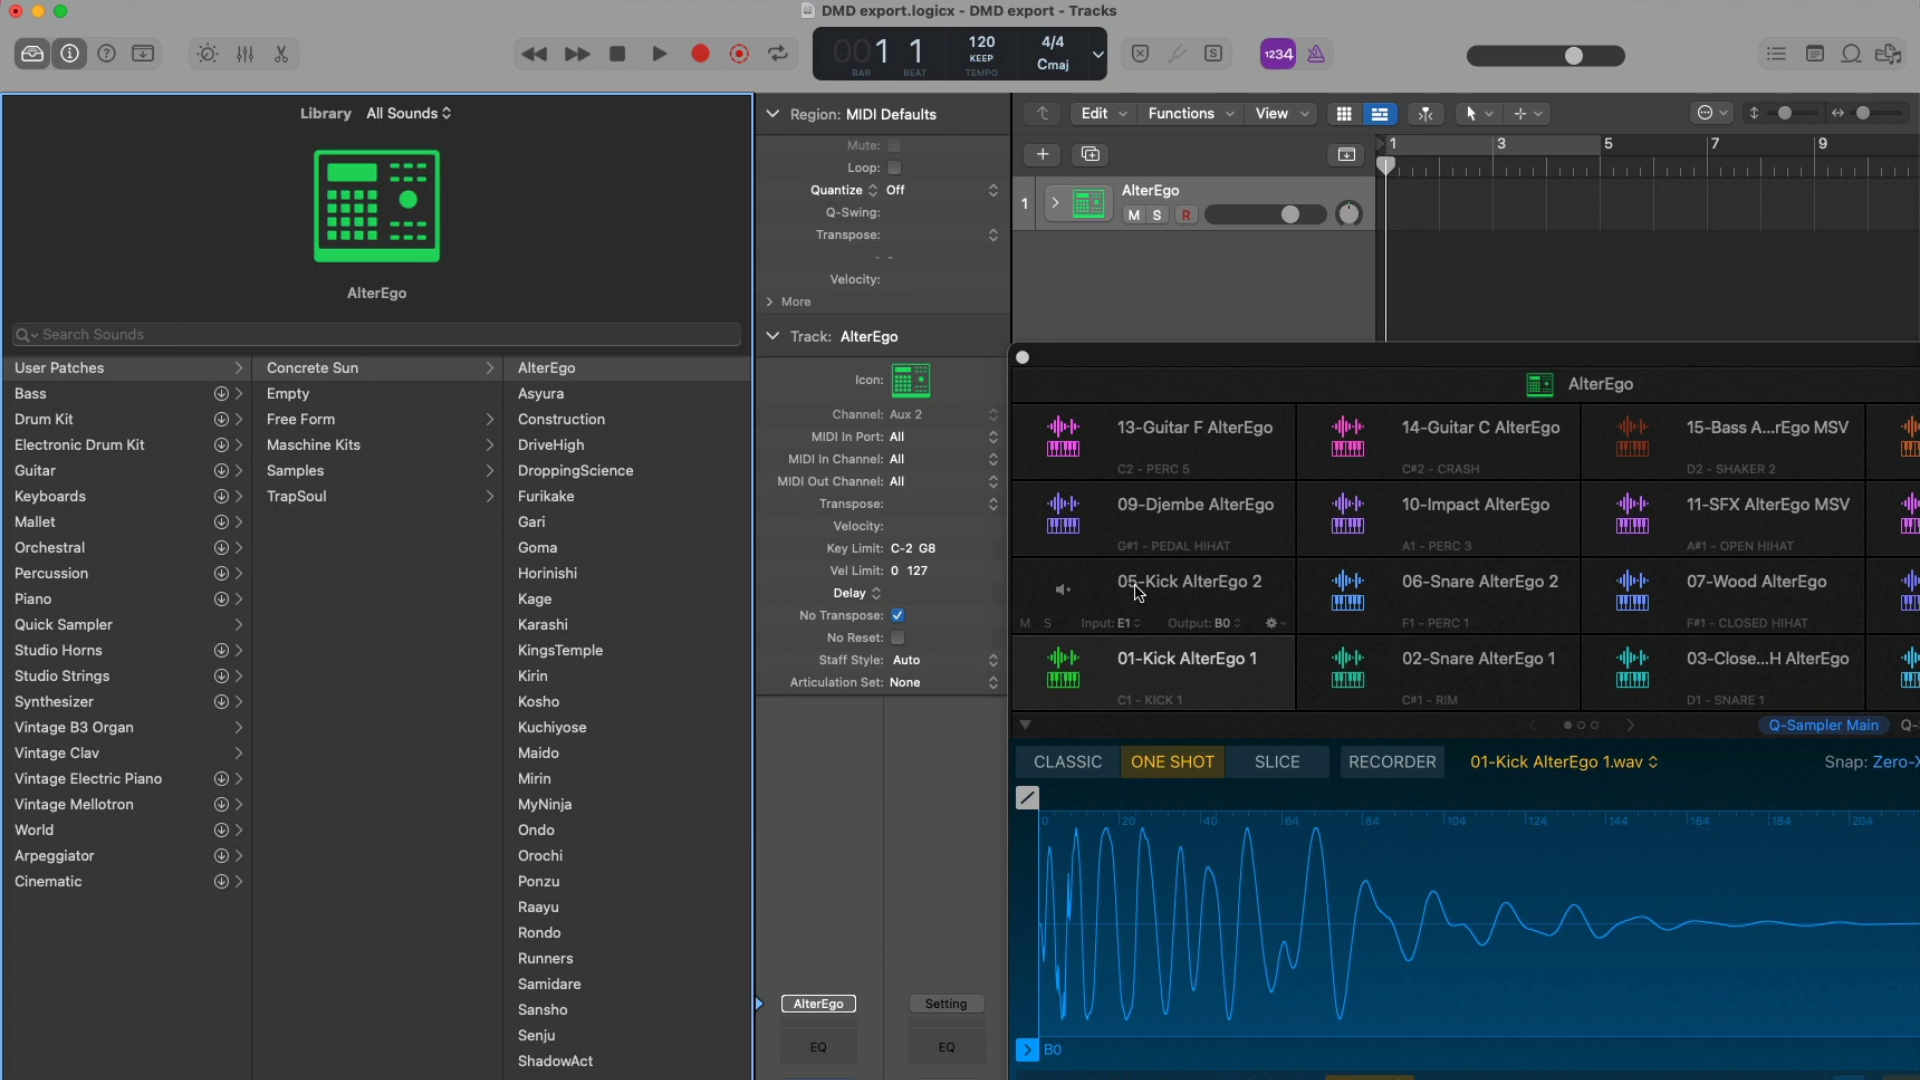 DMD export.logicx - DMD export - Tracks
001 1
BAR BEAT
120
KEEP
TEMPO
4/4
Cmaj
S
1234
Library All Sounds
AlterEgo
Search Sounds
User Patches
Bass
Drum Kit
Electronic Drum Kit
Guitar
Keyboards
Mallet
Orchestral
Percussion
Piano
Quick Sampler
Studio Horns
Studio Strings
Synthesizer
Vintage B3 Organ
Vintage Clav
Vintage Electric Piano
Vintage Mellotron
World
Arpeggiator
Cinematic
Concrete Sun
Empty
Free Form
Maschine Kits
Samples
TrapSoul
AlterEgo
Asyura
Construction
DriveHigh
DroppingScience
Furikake
Gari
Goma
Horinishi
Kage
Karashi
KingsTemple
Kirin
Kosho
Kuchiyose
Maido
Mirin
MyNinja
Ondo
Orochi
Ponzu
Raayu
Rondo
Runners
Samidare
Sansho
Senju
ShadowAct
Region: MIDI Defaults
Mute:
Loop:
Quantize Off
Q-Swing:
Transpose:
- -
Velocity:
More
Track: AlterEgo
Icon:
Channel: Aux 2
MIDI In Port: All
MIDI In Channel: All
MIDI Out Channel: All
Transpose:
Velocity:
Key Limit: C-2 G8
Vel Limit: 0 127
Delay
No Transpose:
No Reset:
Staff Style: Auto
Articulation Set: None
AlterEgo Setting
EQ EQ
Edit Functions View
1 3 5 7 9
1 AlterEgo
M S R
AlterEgo
13-Guitar F AlterEgo
C2 - PERC 5
14-Guitar C AlterEgo
C#2 - CRASH
15-Bass A...rEgo MSV
D2 - SHAKER 2
09-Djembe AlterEgo
G#1 - PEDAL HIHAT
10-Impact AlterEgo
A1 - PERC 3
11-SFX AlterEgo MSV
A#1 - OPEN HIHAT
05-Kick AlterEgo 2
M S Input: E1 Output: B0
06-Snare AlterEgo 2
F1 - PERC 1
07-Wood AlterEgo
F#1 - CLOSED HIHAT
01-Kick AlterEgo 1
C1 - KICK 1
02-Snare AlterEgo 1
C#1 - RIM
03-Close...H AlterEgo
D1 - SNARE 1
Q-Sampler Main Q-
CLASSIC ONE SHOT SLICE RECORDER 01-Kick AlterEgo 1.wav Snap: Zero-X
0 20 40 64 84 104 124 144 164 184 204
B0